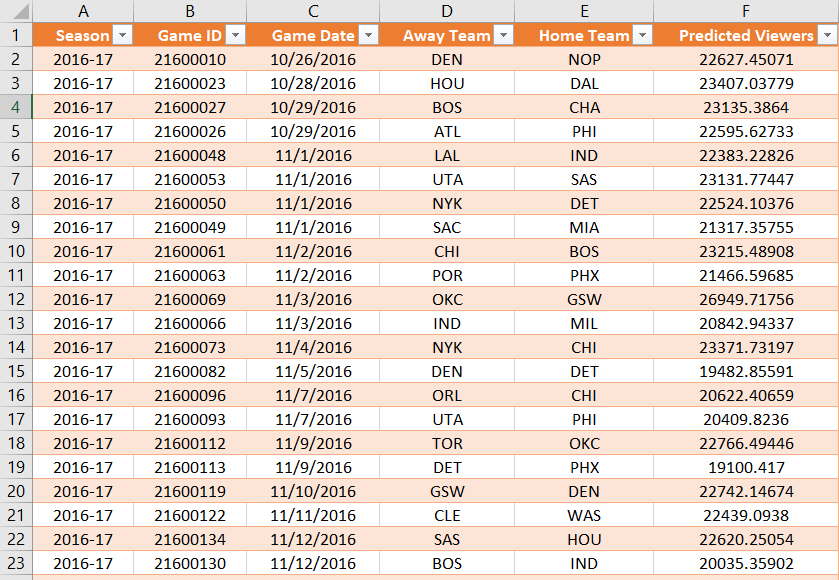 A B C D E F
1 Season Game ID Game Date Away Team Home Team Predicted Viewers
2 2016-17 21600010 10/26/2016 DEN NOP 22627.45071
3 2016-17 21600023 10/28/2016 HOU DAL 23407.03779
4 2016-17 21600027 10/29/2016 BOS CHA 23135.3864
5 2016-17 21600026 10/29/2016 ATL PHI 22595.62733
6 2016-17 21600048 11/1/2016 LAL IND 22383.22826
7 2016-17 21600053 11/1/2016 UTA SAS 23131.77447
8 2016-17 21600050 11/1/2016 NYK DET 22524.10376
9 2016-17 21600049 11/1/2016 SAC MIA 21317.35755
10 2016-17 21600061 11/2/2016 CHI BOS 23215.48908
11 2016-17 21600063 11/2/2016 POR PHX 21466.59685
12 2016-17 21600069 11/3/2016 OKC GSW 26949.71756
13 2016-17 21600066 11/3/2016 IND MIL 20842.94337
14 2016-17 21600073 11/4/2016 NYK CHI 23371.73197
15 2016-17 21600082 11/5/2016 DEN DET 19482.85591
16 2016-17 21600096 11/7/2016 ORL CHI 20622.40659
17 2016-17 21600093 11/7/2016 UTA PHI 20409.8236
18 2016-17 21600112 11/9/2016 TOR OKC 22766.49446
19 2016-17 21600113 11/9/2016 DET PHX 19100.417
20 2016-17 21600119 11/10/2016 GSW DEN 22742.14674
21 2016-17 21600122 11/11/2016 CLE WAS 22439.0938
22 2016-17 21600134 11/12/2016 SAS HOU 22620.25054
23 2016-17 21600130 11/12/2016 BOS IND 20035.35902